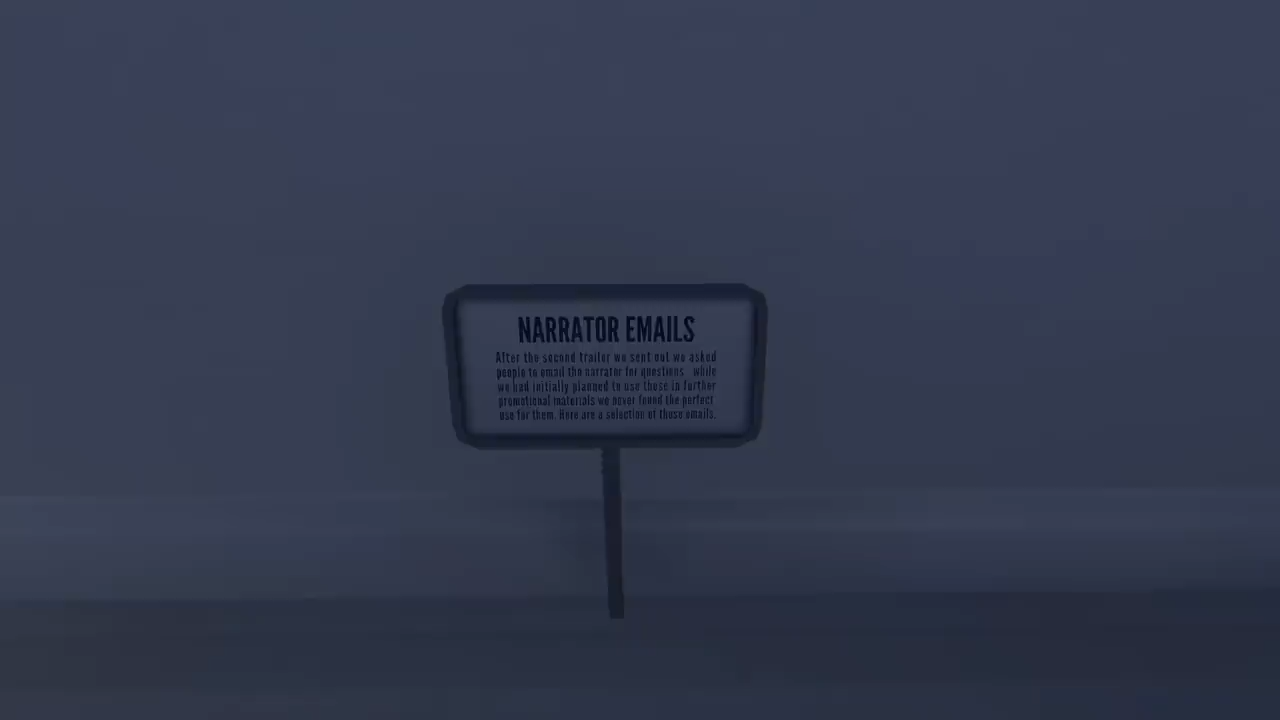 NARRATOR EMAILS
After the second trailer we sent out we asked
people to email the narrator for questions while
we had initially planned to use these in further
promotional materials we never found the perfect
use for them. Here are a selection of those emails.